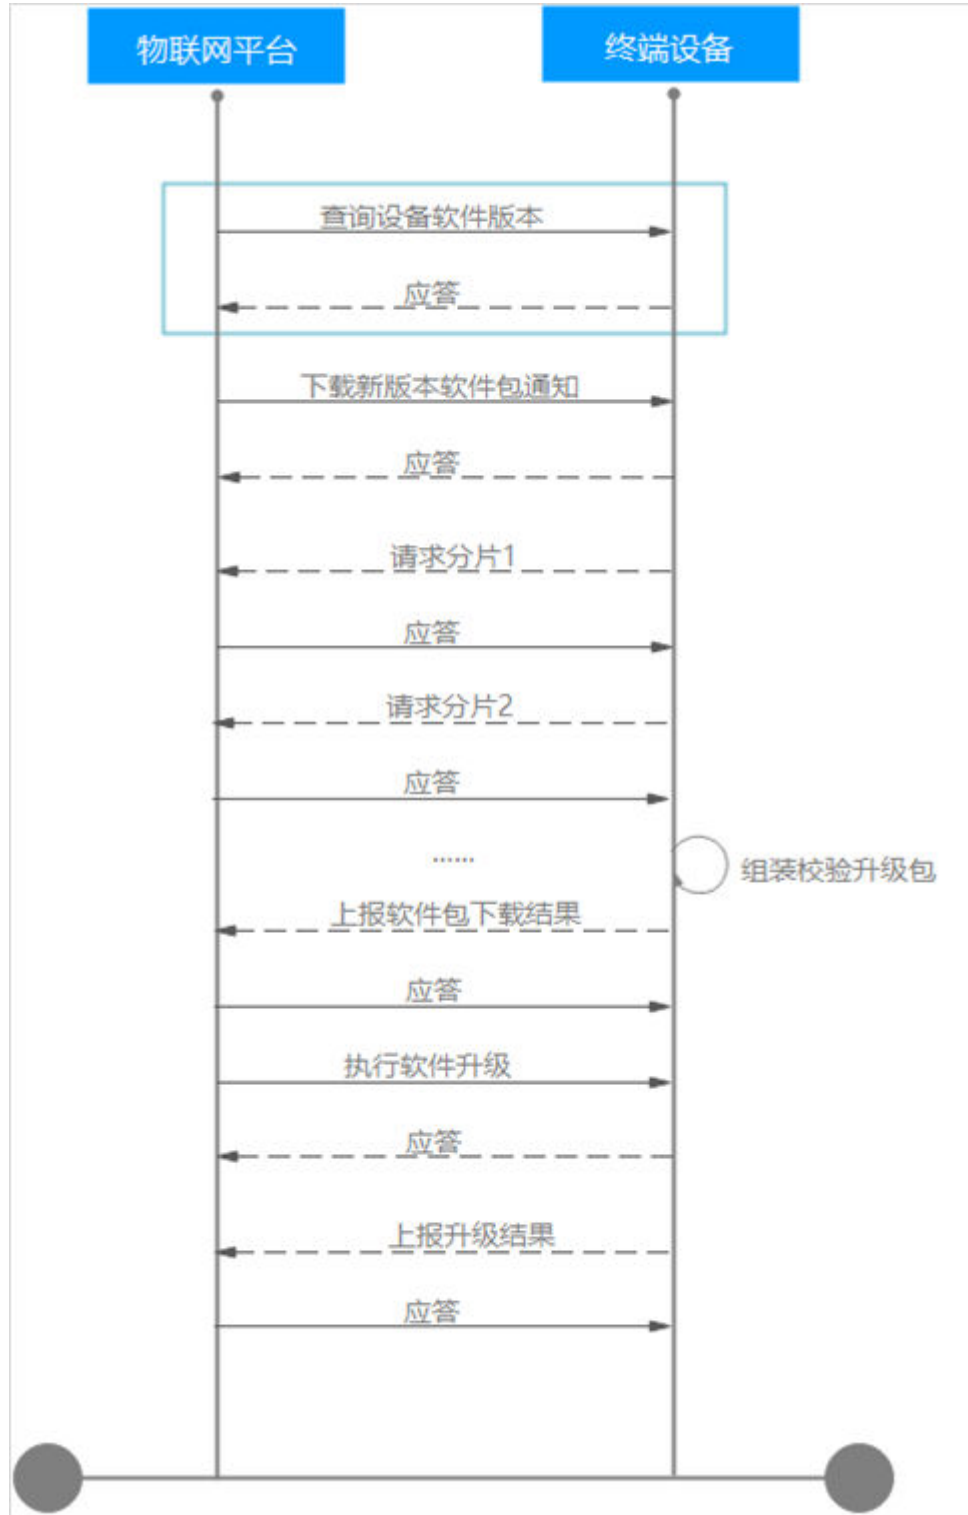 物联网平台
终端设备
查询设备软件版本
应答
下载新版本软件包通知
应答
请求分片1
应答
请求分片2
应答
......
组装校验升级包
上报软件包下载结果
应答
执行软件升级
应答
上报升级结果
应答